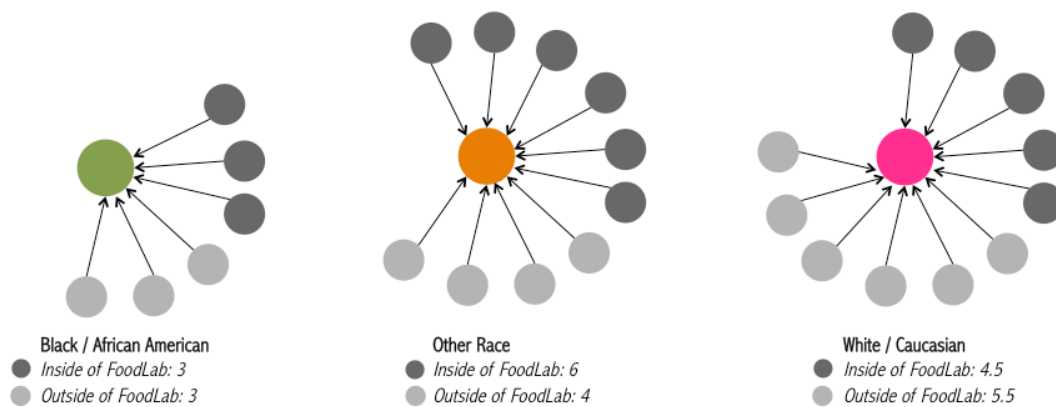 Black / African American
Inside of FoodLab: 3
Outside of FoodLab: 3
Other Race
Inside of FoodLab: 6
Outside of FoodLab: 4
White / Caucasian
Inside of FoodLab: 4.5
Outside of FoodLab: 5.5